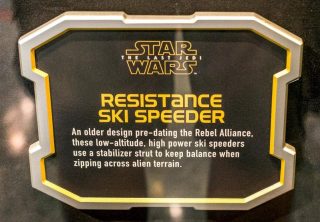 STAR
THE LAST JEDI
WARS
RESISTANCE
SKI SPEEDER
An older design pre-dating the Rebel Alliance,
these low-altitude, high power ski speeders
use a stabilizer strut to keep balance when
zipping across alien terrain.